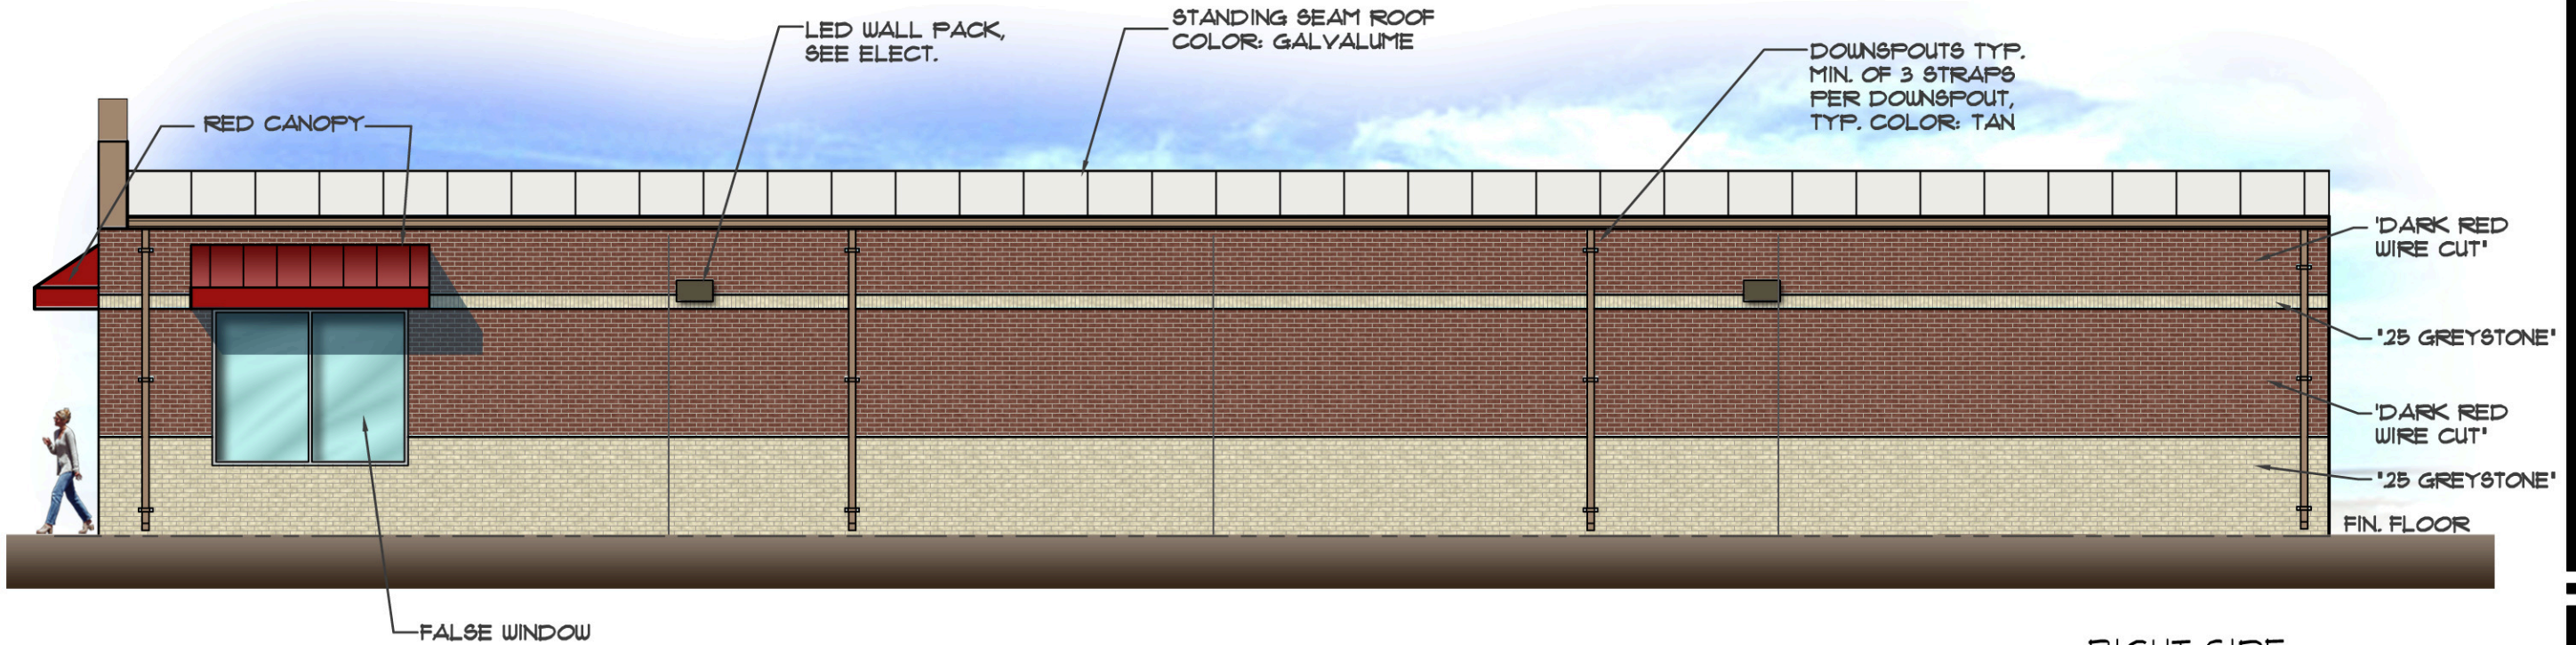 LED WALL PACK,
SEE ELECT.
STANDING SEAM ROOF
COLOR: GALVALUME
DOWNSPOUTS TYP.
MIN. OF 3 STRAPS
PER DOWNSPOUT,
TYP. COLOR: TAN
RED CANOPY
"DARK RED
WIRE CUT"
".25 GREYSTONE"
"DARK RED
WIRE CUT"
".25 GREYSTONE"
FIN. FLOOR
FALSE WINDOW
RIGHT SIDE